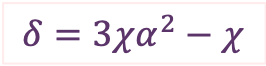 δ = 3χα² − χ